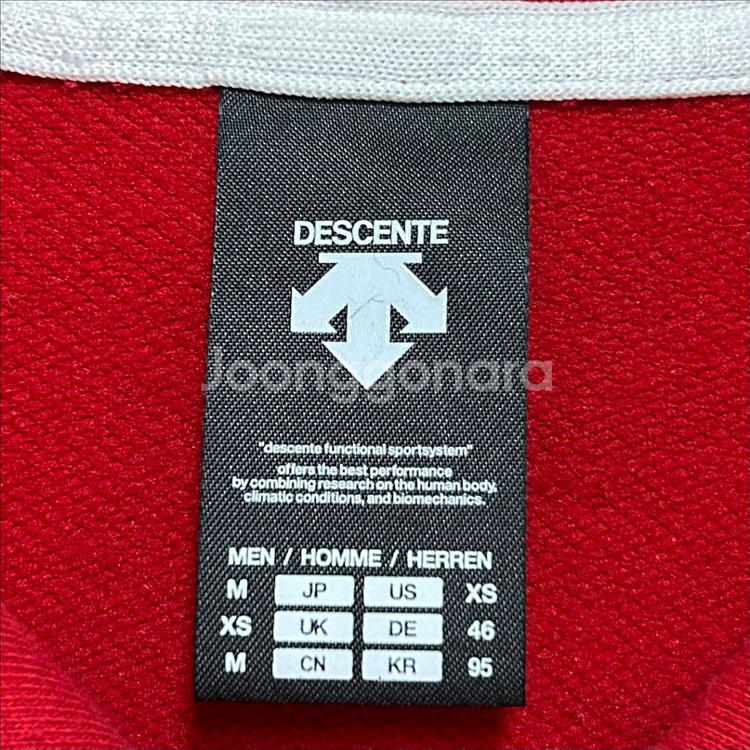 DESCENTE
Joonggonara
"descente functional sportsystem"
offers the best performance
by combining research on the human body,
climatic conditions, and biomechanics.
MEN / HOMME / HERREN
M JP US XS
XS UK DE 46
M CN KR 95